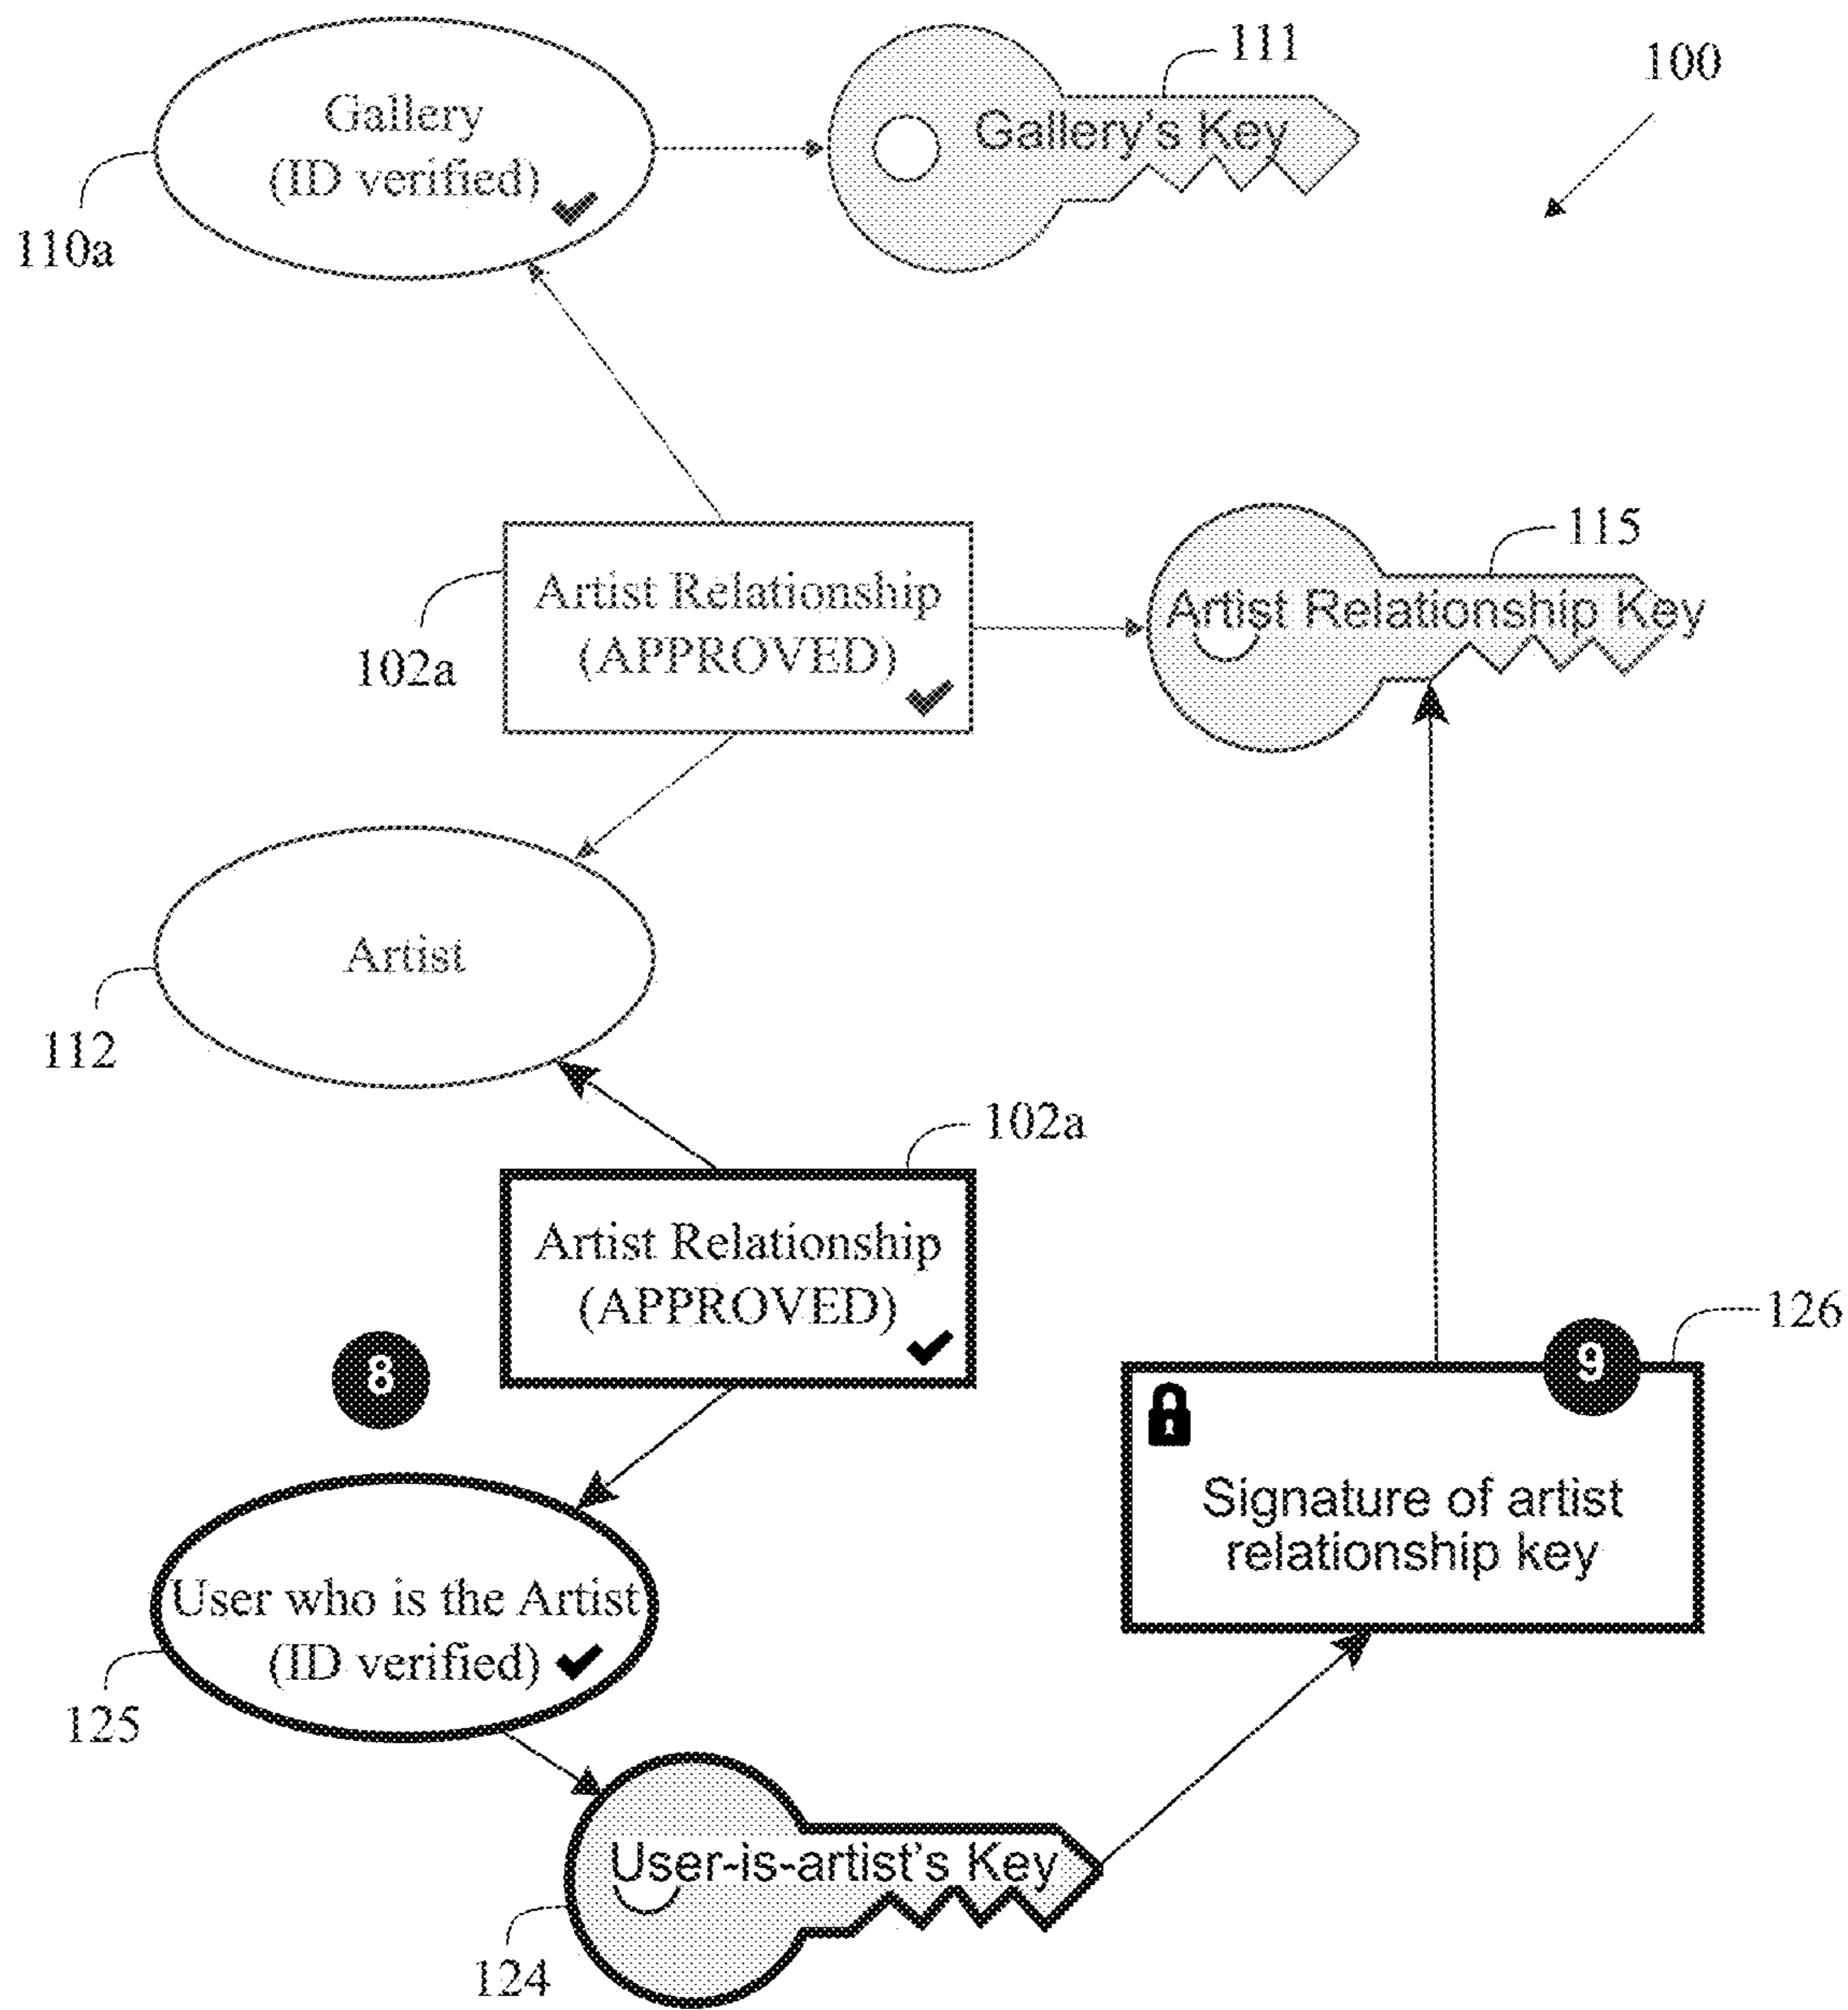 111
100
Gallery
(ID verified)
Gallery's Key
110a
115
Artist Relationship
(APPROVED)
Artist Relationship Key
102a
Artist
112
102a
Artist Relationship
(APPROVED)
126
8
9
Signature of artist
relationship key
User who is the Artist
(ID verified)
125
User-is-artist's Key
124